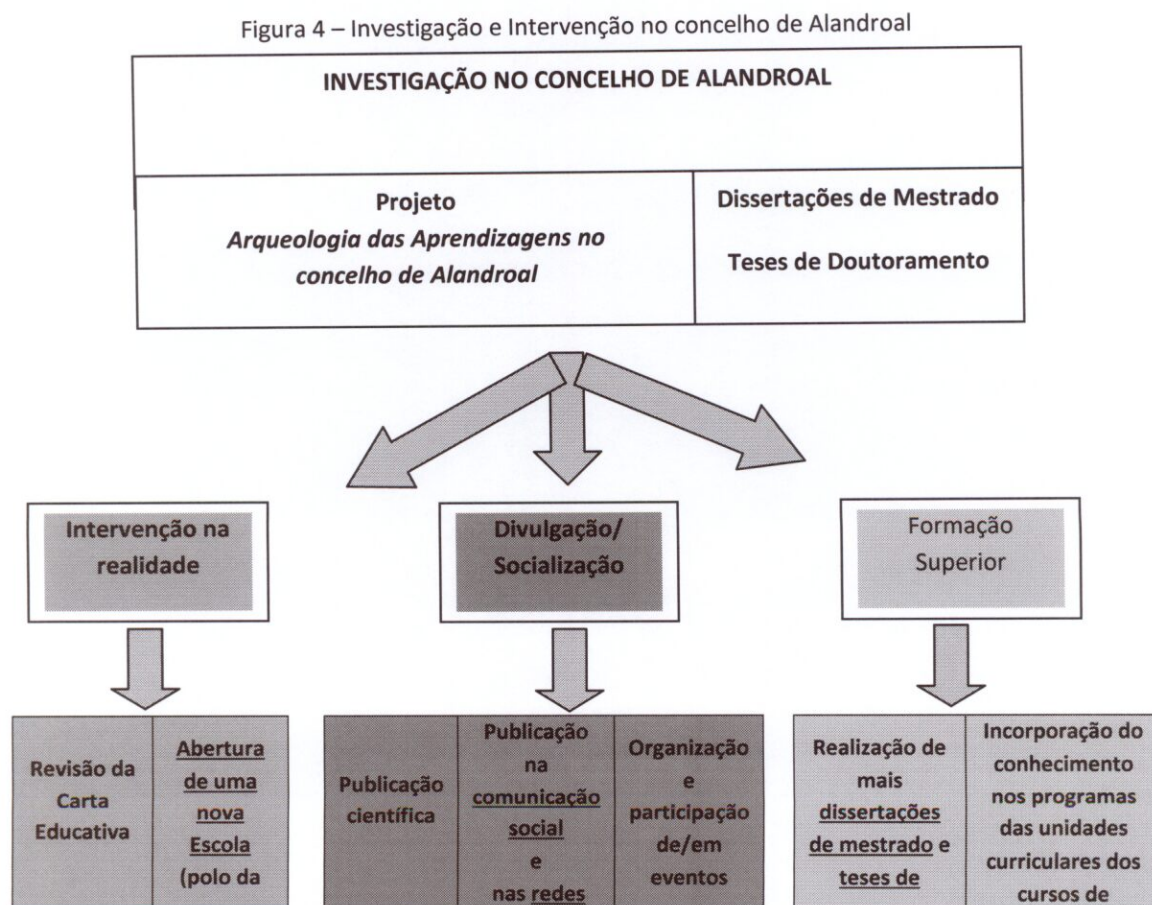 Figura 4 – Investigação e Intervenção no concelho de Alandroal
INVESTIGAÇÃO NO CONCELHO DE ALANDROAL
Projeto
Arqueologia das Aprendizagens no
concelho de Alandroal
Dissertações de Mestrado
Teses de Doutoramento
Intervenção na
realidade
Divulgação/
Socialização
Formação
Superior
Revisão da
Carta
Educativa
Abertura
de uma
nova
Escola
(polo da
Publicação
científica
Publicação
na
comunicação
social
e
nas redes
Organização
e
participação
de/em
eventos
Realização de
mais
dissertações
de mestrado e
teses de
Incorporação do
conhecimento
nos programas
das unidades
curriculares dos
cursos de